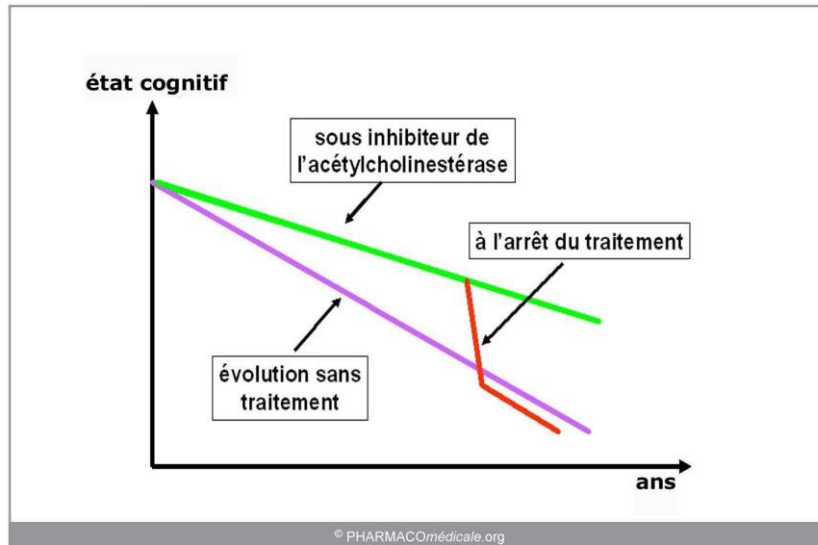 état cognitif
sous inhibiteur de
l'acétylcholinestérase
à l'arrêt du traitement
évolution sans
traitement
ans
© PHARMACOmédicale.org